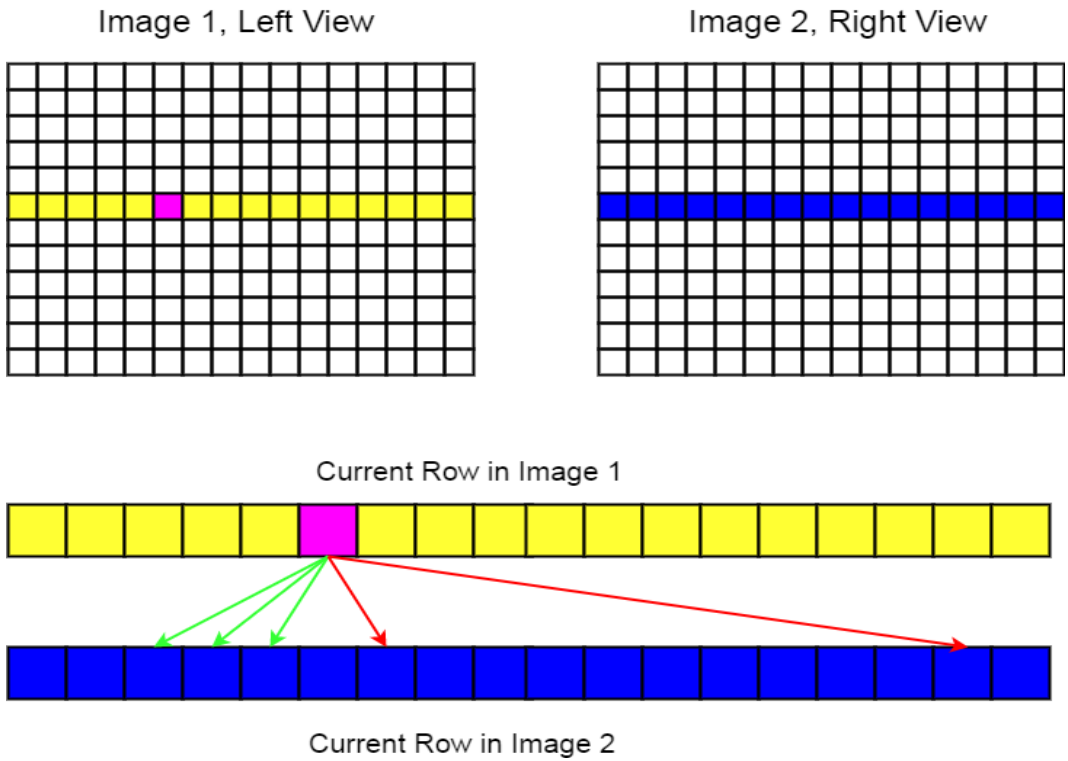 Image 1, Left View
Image 2, Right View
Current Row in Image 1
Current Row in Image 2